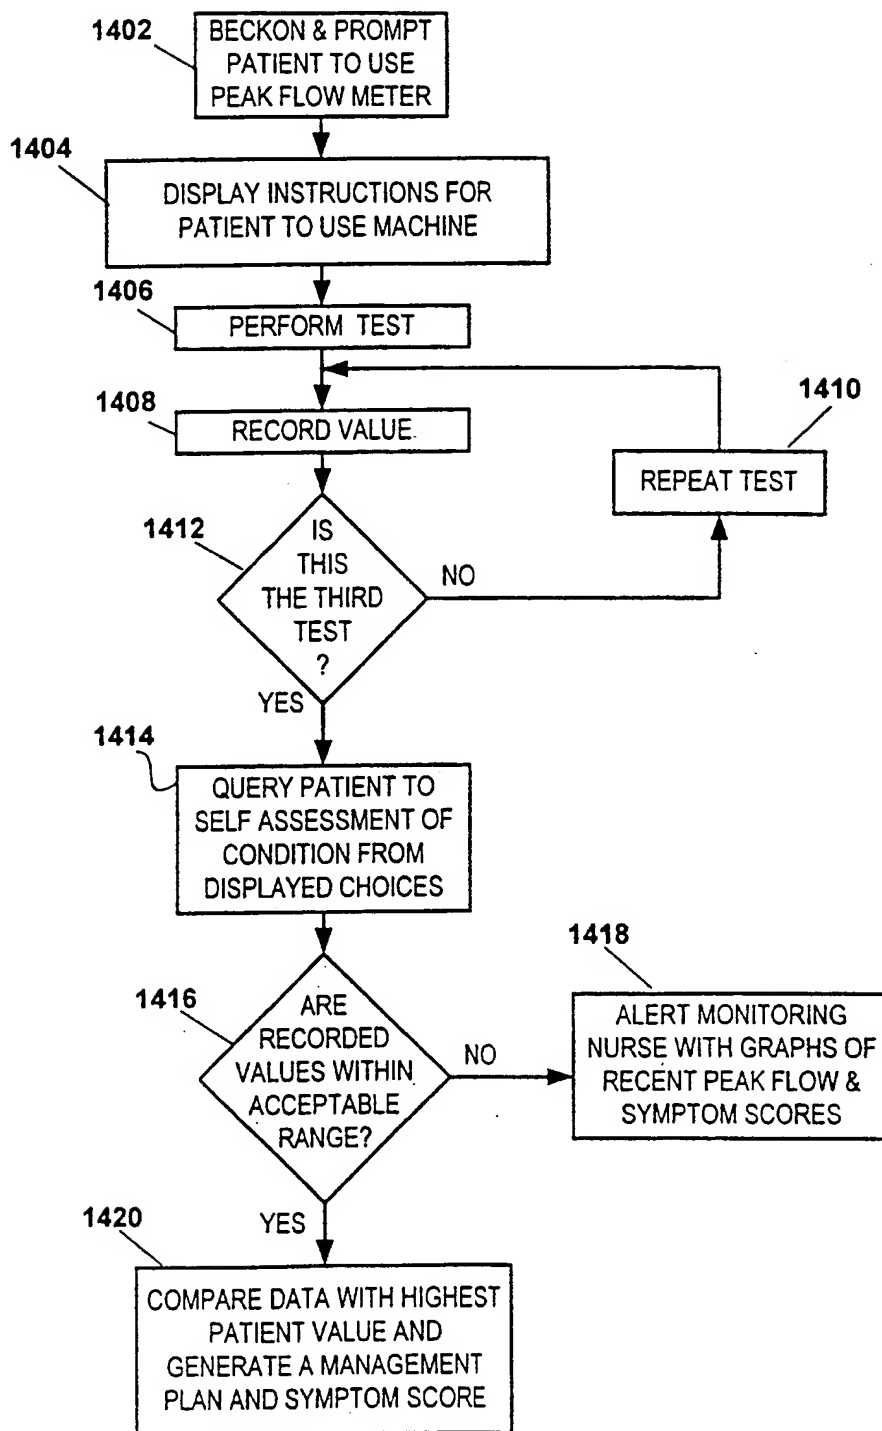 1402
BECKON & PROMPT
PATIENT TO USE
PEAK FLOW METER
1404
DISPLAY INSTRUCTIONS FOR
PATIENT TO USE MACHINE
1406
PERFORM TEST
1408
RECORD VALUE
1410
REPEAT TEST
1412
IS
THIS
THE THIRD
TEST
?
NO
YES
1414
QUERY PATIENT TO
SELF ASSESSMENT OF
CONDITION FROM
DISPLAYED CHOICES
1416
ARE
RECORDED
VALUES WITHIN
ACCEPTABLE
RANGE?
NO
1418
ALERT MONITORING
NURSE WITH GRAPHS OF
RECENT PEAK FLOW &
SYMPTOM SCORES
YES
1420
COMPARE DATA WITH HIGHEST
PATIENT VALUE AND
GENERATE A MANAGEMENT
PLAN AND SYMPTOM SCORE